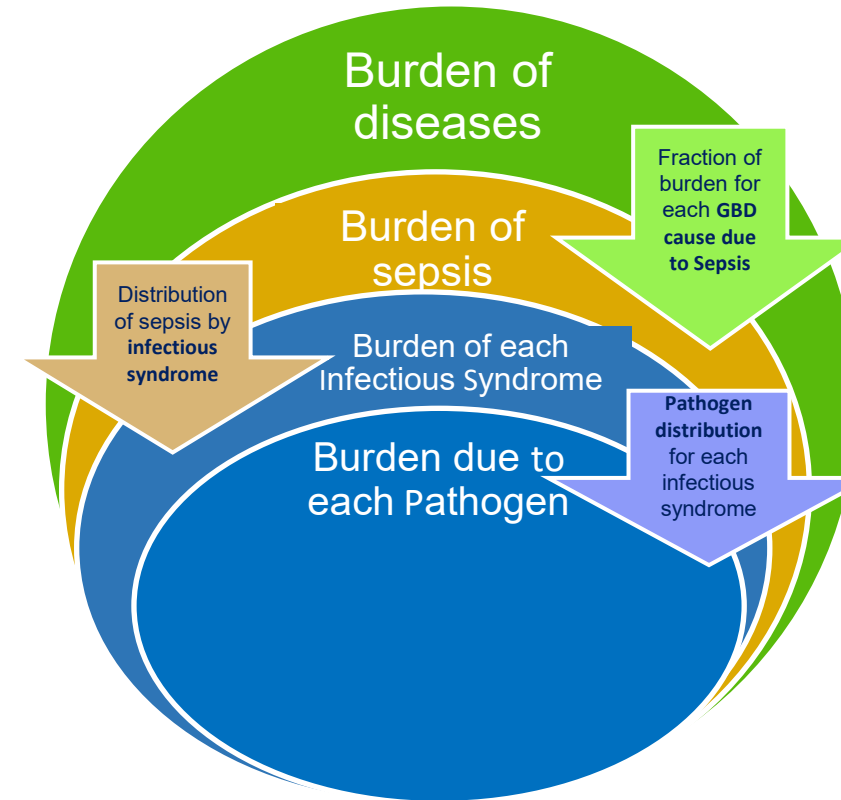 Burden of
diseases
Fraction of
burden for
each GBD
cause due
to Sepsis
Burden of
sepsis
Distribution
of sepsis by
infectious
syndrome
Burden of each
Infectious Syndrome
Pathogen
distribution
for each
infectious
syndrome
Burden due to
each Pathogen